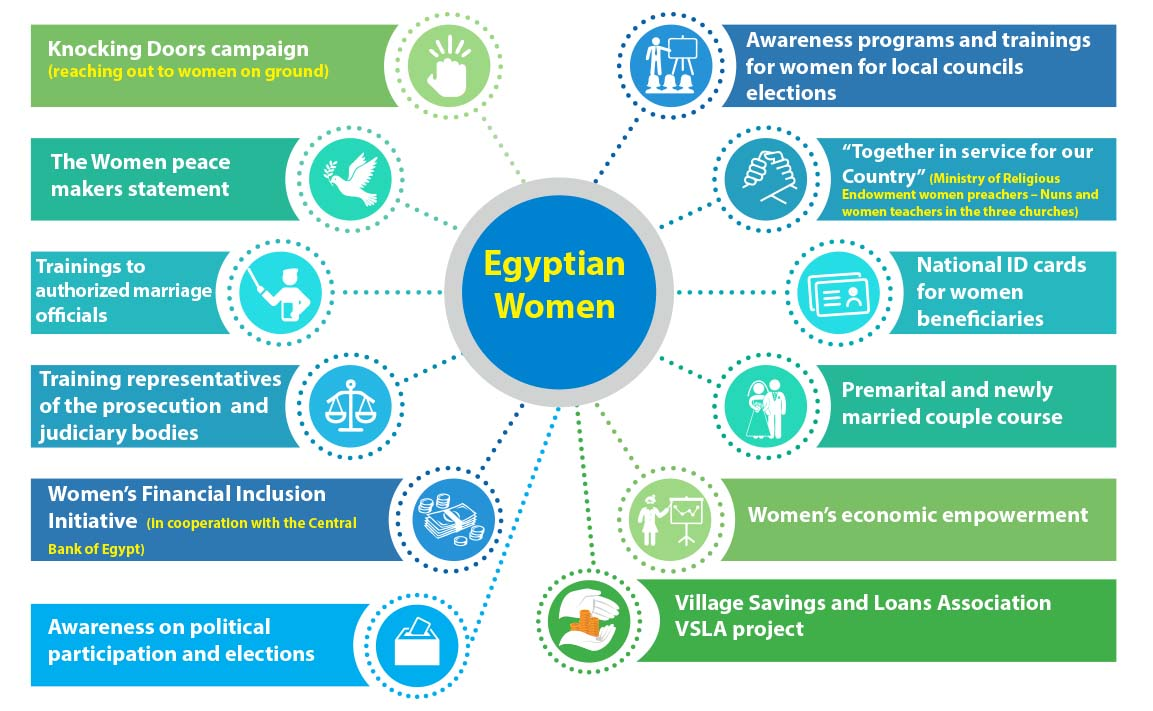 Knocking Doors campaign
(reaching out to women on ground)
The Women peace
makers statement
Trainings to
authorized marriage
officials
Training representatives
of the prosecution and
judiciary bodies
Women's Financial Inclusion
Initiative (in cooperation with the Central
Bank of Egypt)
Awareness on political
participation and elections
Egyptian
Women
Awareness programs and trainings
for women for local councils
elections
“Together in service for our
Country” (Ministry of Religious
Endowment women preachers – Nuns and
women teachers in the three churches)
National ID cards
for women
beneficiaries
Premarital and newly
married couple course
Women's economic empowerment
Village Savings and Loans Association
VSLA project